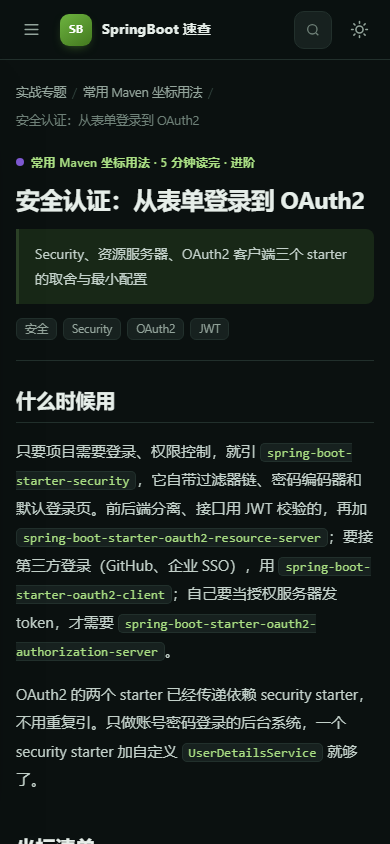 SB SpringBoot 速查
实战专题 / 常用 Maven 坐标用法 /
安全认证：从表单登录到 OAuth2
常用 Maven 坐标用法 · 5 分钟读完 · 进阶
安全认证：从表单登录到 OAuth2
Security、资源服务器、OAuth2 客户端三个 starter
的取舍与最小配置
安全 Security OAuth2 JWT
什么时候用
只要项目需要登录、权限控制，就引 spring-boot-
starter-security，它自带过滤器链、密码编码器和
默认登录页。前后端分离、接口用 JWT 校验的，再加
spring-boot-starter-oauth2-resource-server；要接
第三方登录（GitHub、企业 SSO），用 spring-boot-
starter-oauth2-client；自己要当授权服务器发
token，才需要 spring-boot-starter-oauth2-
authorization-server。
OAuth2 的两个 starter 已经传递依赖 security starter，
不用重复引。只做账号密码登录的后台系统，一个
security starter 加自定义 UserDetailsService 就够
了。